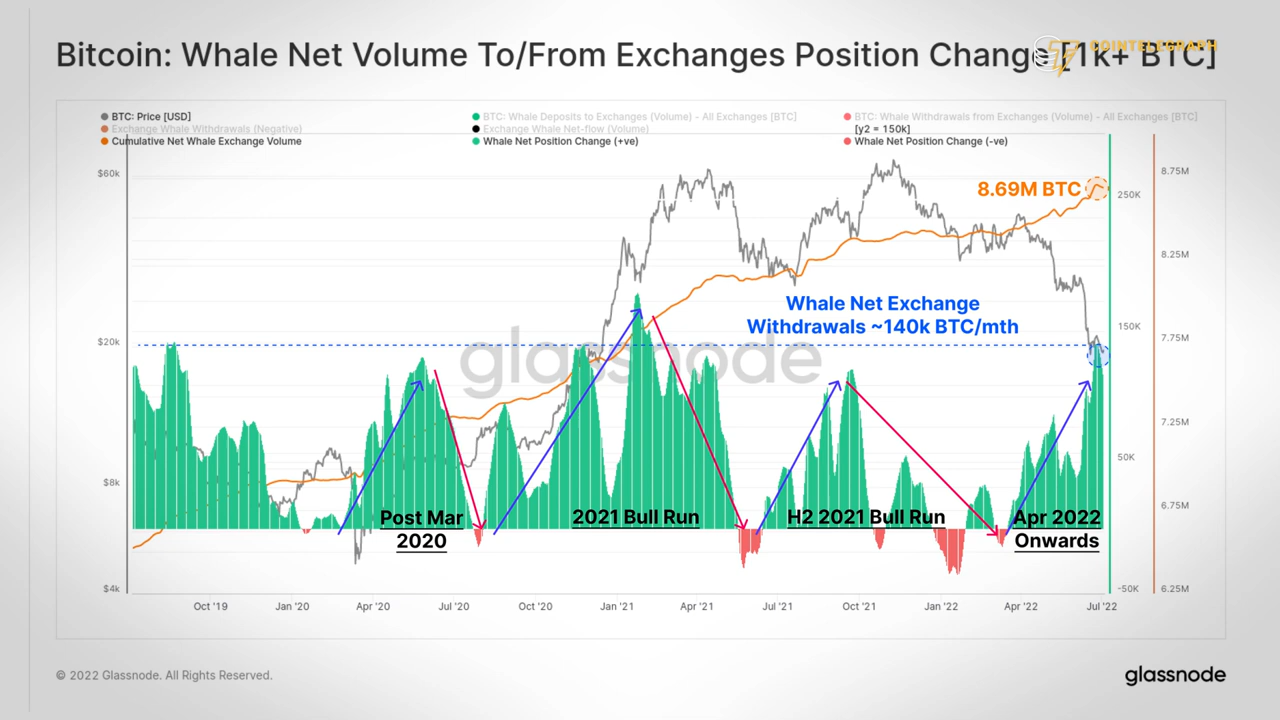 Bitcoin: Whale Net Volume To/From Exchanges Position Change [1k+ BTC]
COINTELEGRAPH
BTC: Price [USD]
BTC: Whale Deposits to Exchanges (Volume) - All Exchanges [BTC]
BTC: Whale Withdrawals from Exchanges (Volume) - All Exchanges [BTC]
Exchange Whale Withdrawals (Negative)
Exchange Whale Net-flow (Volume)
[y2 = 150k]
Cumulative Net Whale Exchange Volume
Whale Net Position Change (+ve)
Whale Net Position Change (-ve)
$60k
$20k
$8k
$4k
8.69M BTC
Whale Net Exchange
Withdrawals ~140k BTC/mth
glassnode
Post Mar
2020
2021 Bull Run
H2 2021 Bull Run
Apr 2022
Onwards
250K
150K
50K
-50K
8.75M
8.25M
7.75M
7.25M
6.75M
6.25M
Oct '19
Jan '20
Apr '20
Jul '20
Oct '20
Jan '21
Apr '21
Jul '21
Oct '21
Jan '22
Apr '22
Jul '22
© 2022 Glassnode. All Rights Reserved.
glassnode